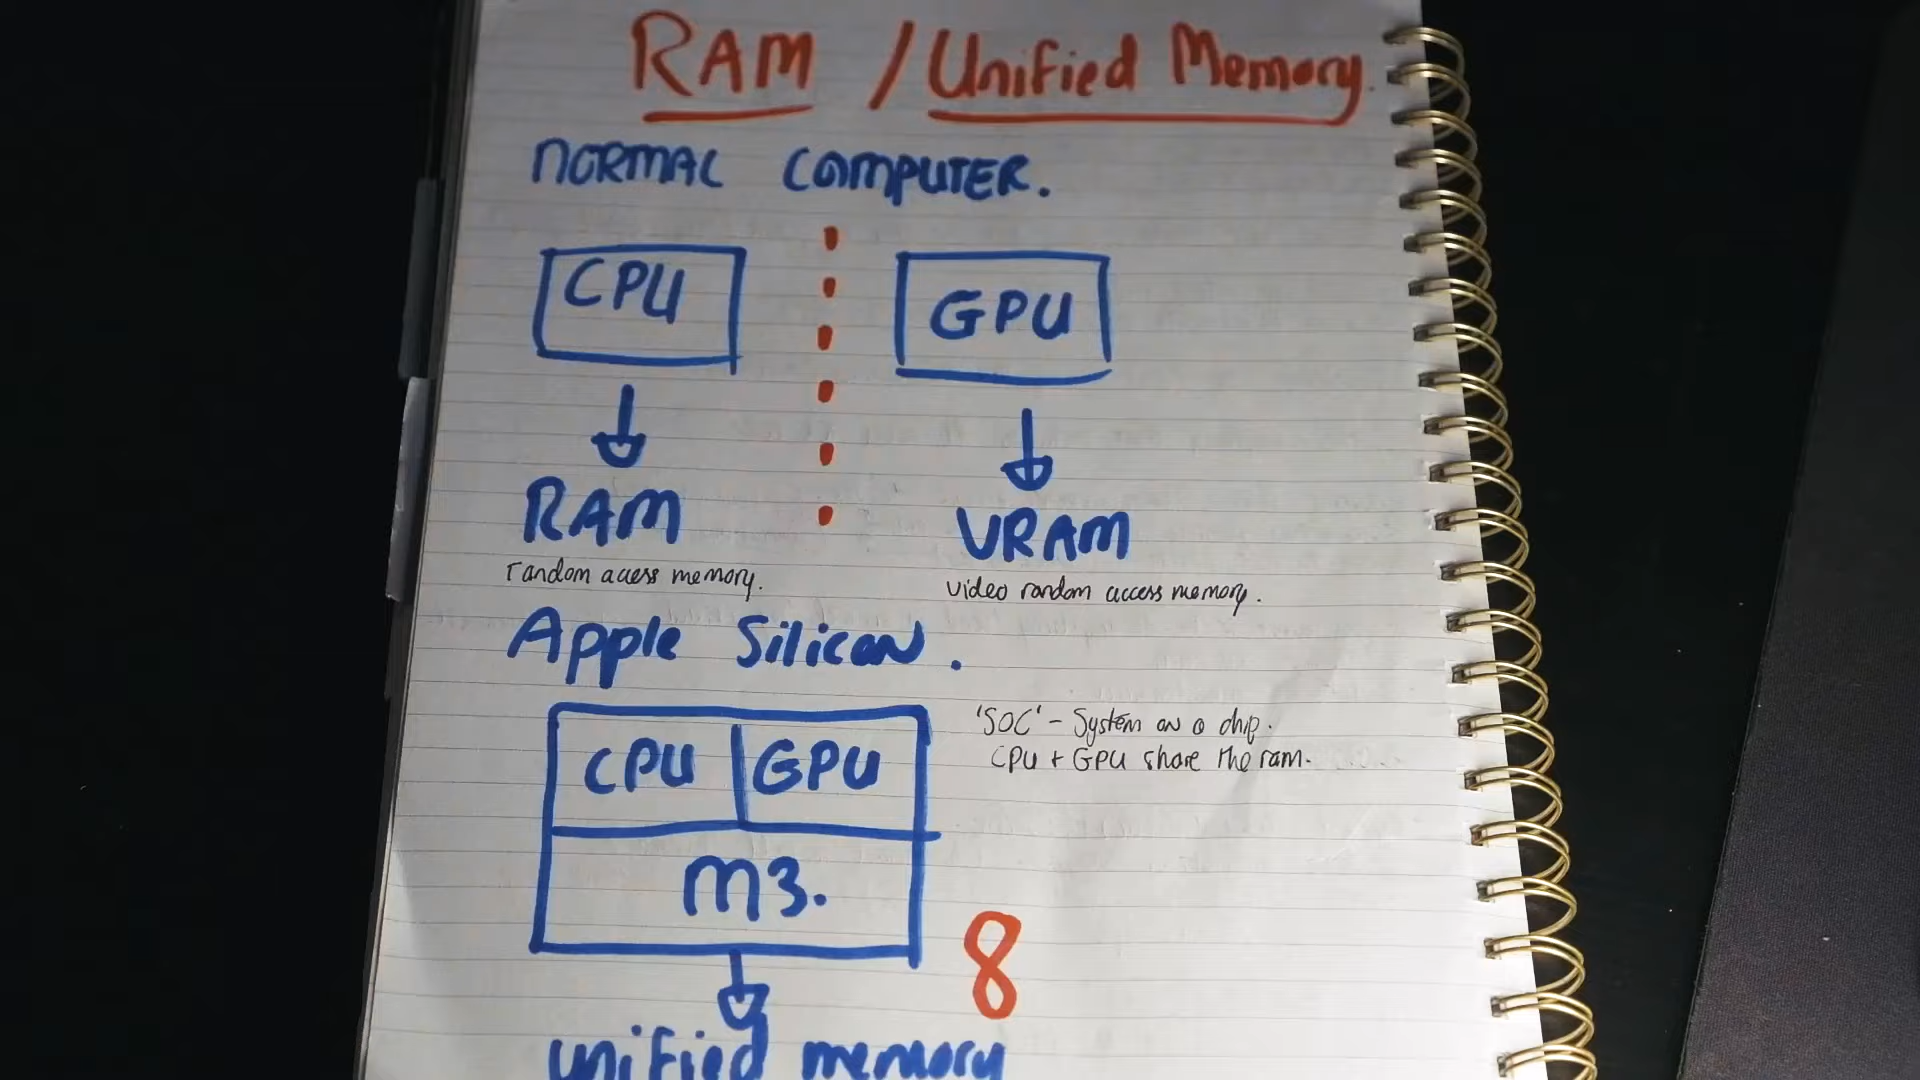 RAM / Unified Memory.
NORMAL COMPUTER.
CPU GPU
RAM VRAM
random access memory. video random access memory.
Apple Silicon.
'SOC' - System on a chip.
CPU + GPU share the ram.
CPU GPU
M3.
8
unified memory